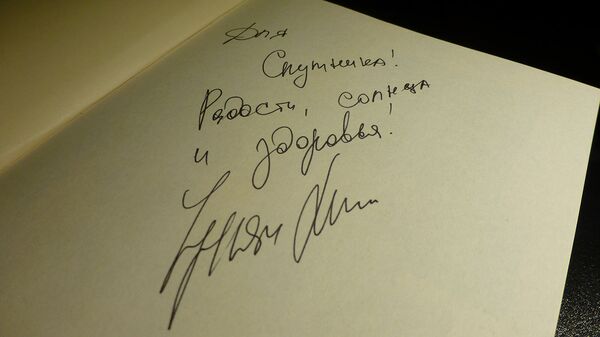 Для
Спутника!
Радости, солнца
и здоровья!